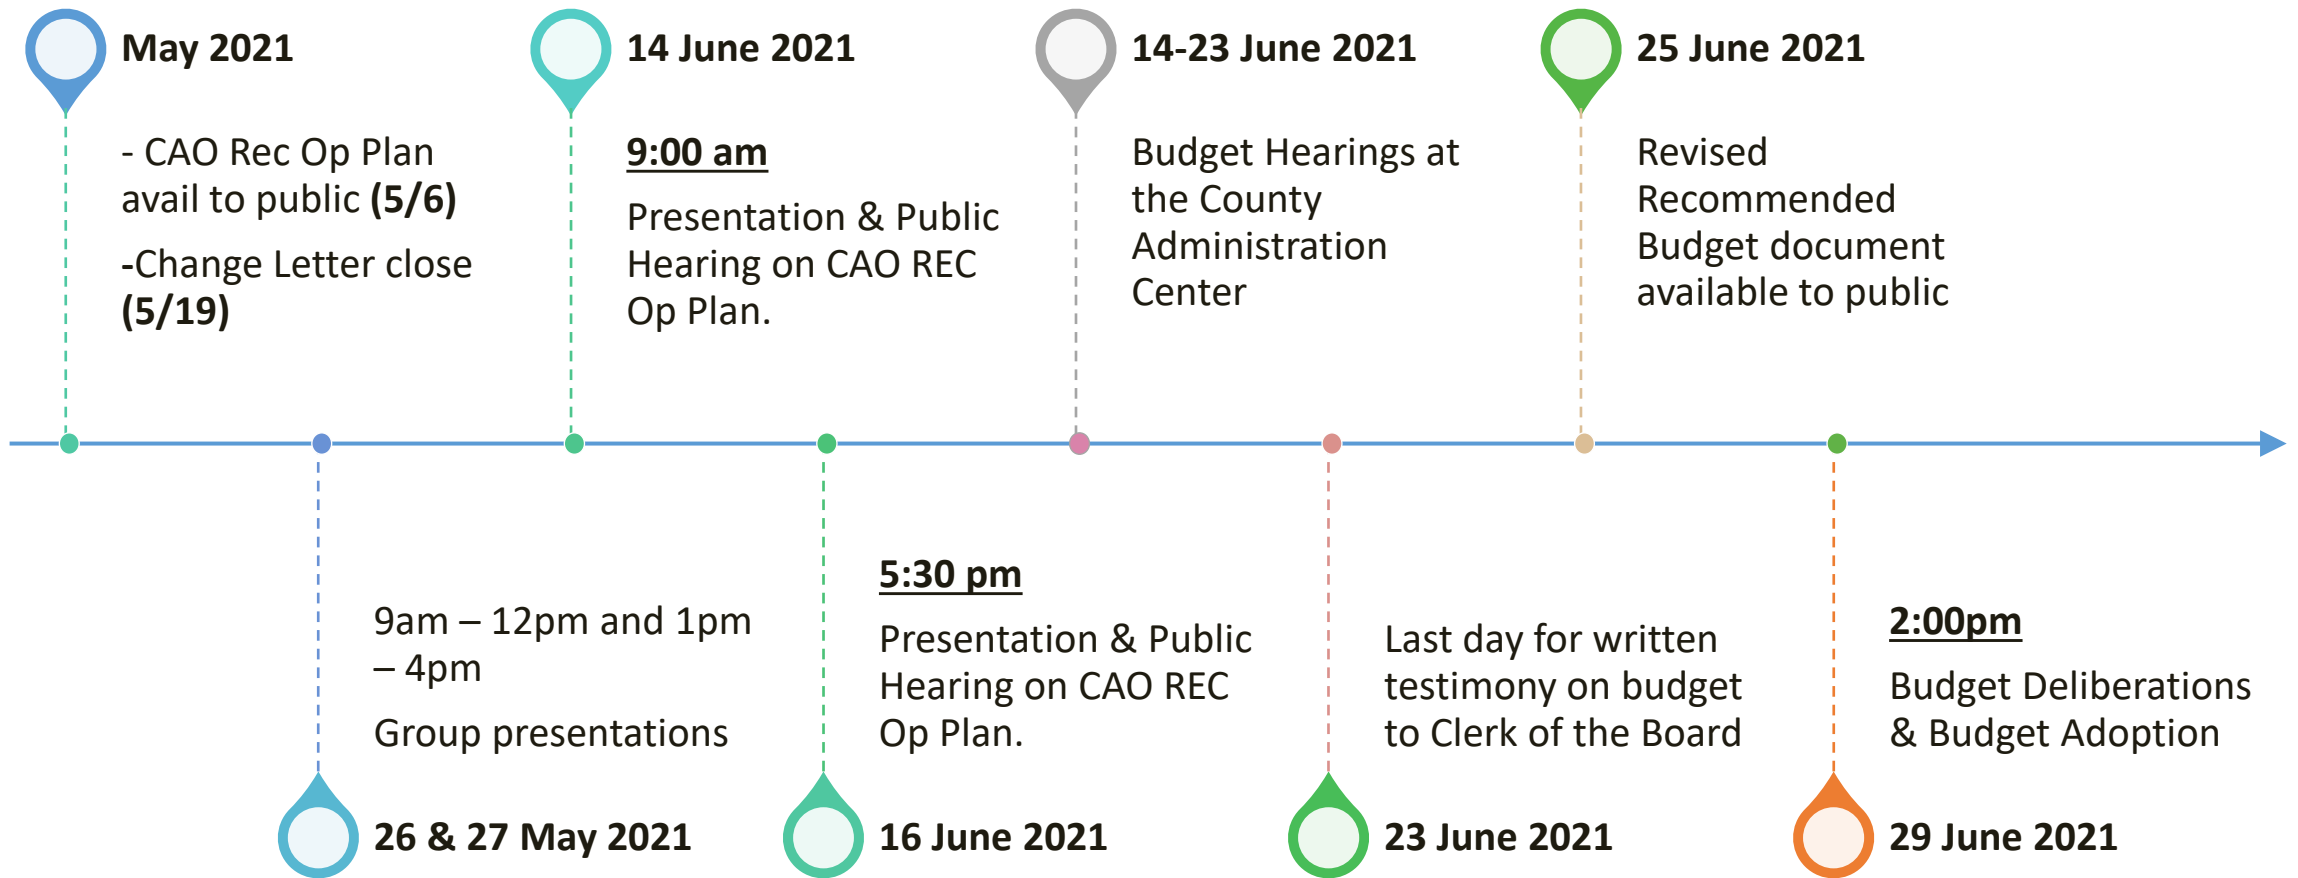 May 2021
- CAO Rec Op Plan
avail to public (5/6)
-Change Letter close
(5/19)
9am – 12pm and 1pm
– 4pm
Group presentations
26 & 27 May 2021
14 June 2021
9:00 am
Presentation & Public
Hearing on CAO REC
Op Plan.
5:30 pm
Presentation & Public
Hearing on CAO REC
Op Plan.
16 June 2021
14-23 June 2021
Budget Hearings at
the County
Administration
Center
Last day for written
testimony on budget
to Clerk of the Board
23 June 2021
25 June 2021
Revised
Recommended
Budget document
available to public
2:00pm
Budget Deliberations
& Budget Adoption
29 June 2021